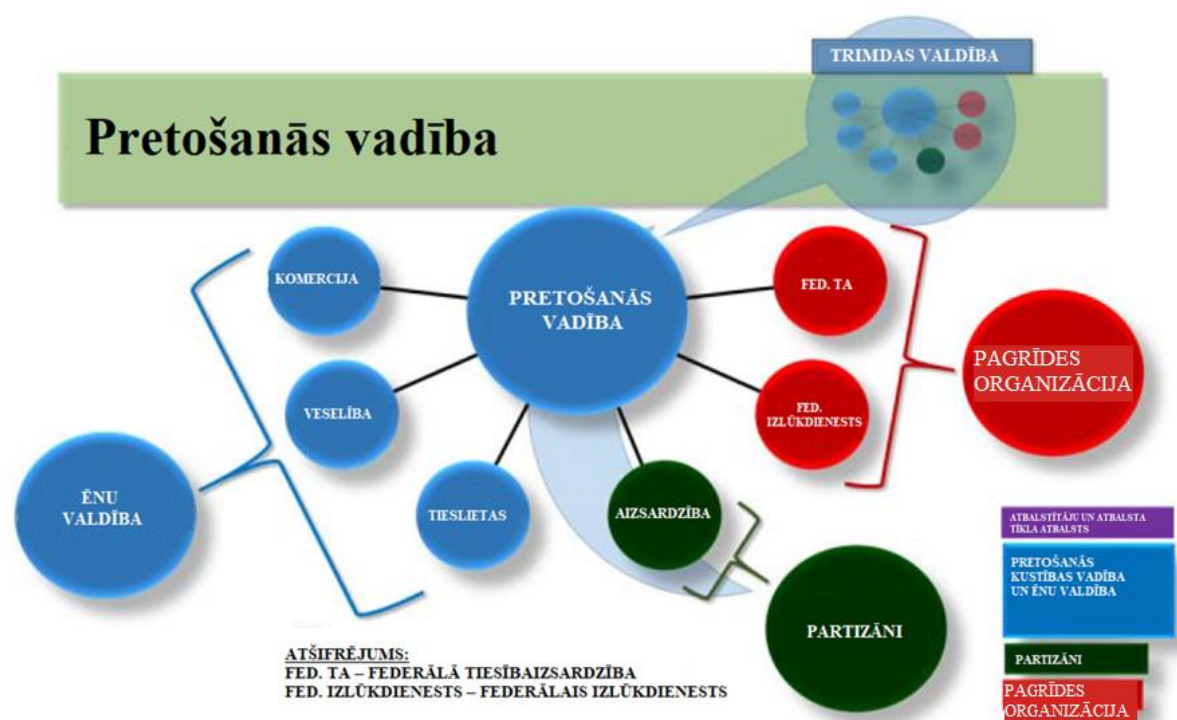 TRIMDAS VALDĪBA
Pretošanās vadība
KOMERCIJA
PRETOŠANĀS
VADĪBA
FED. TA
PAGRĪDES
ORGANIZĀCIJA
VESELĪBA
FED.
IZLŪKDIENESTS
ĒNU
VALDĪBA
TIESLIETAS
AIZSARDZĪBA
PARTIZĀNI
ATBALSTĪTĀJU UN ATBALSTA
TĪKLA ATBALSTS
PRETOŠANĀS
KUSTĪBAS VADĪBA
UN ĒNU VALDĪBA
PARTIZĀNI
PAGRĪDES
ORGANIZĀCIJA
ATŠIFRĒJUMS:
FED. TA – FEDERĀLĀ TIESĪBAIZSARDZĪBA
FED. IZLŪKDIENESTS – FEDERĀLAIS IZLŪKDIENESTS